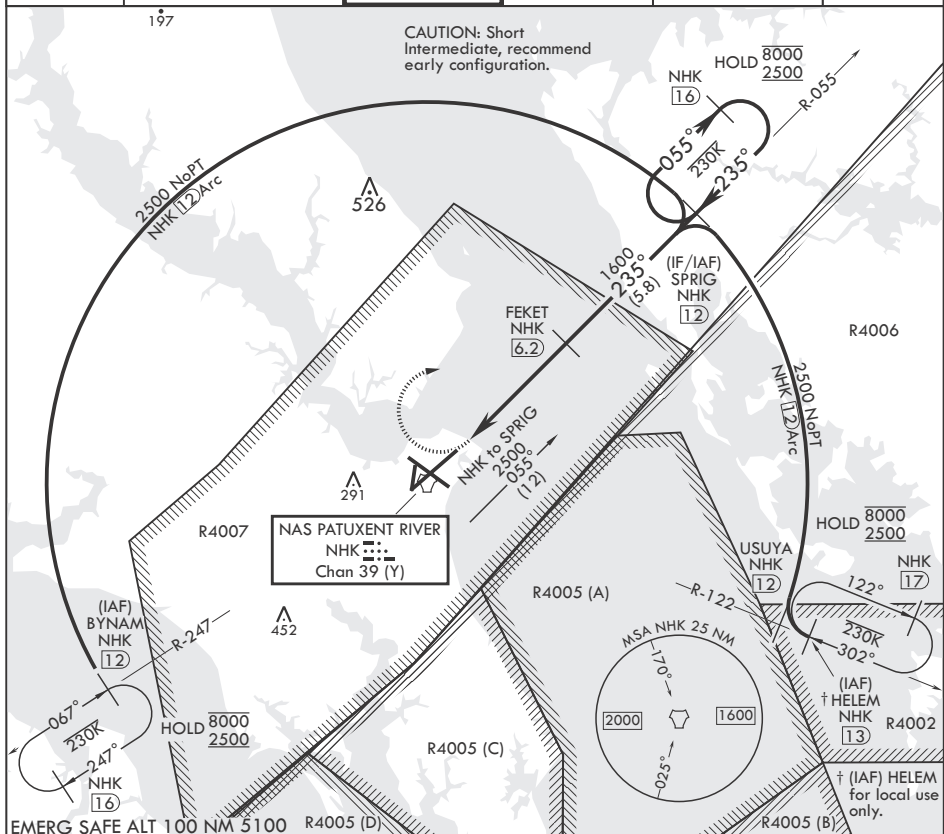 197
CAUTION: Short
Intermediate, recommend
early configuration.
HOLD 8000
2500
NHK
16
R-055
055°
230K
235°
2500 NoPT
NHK 12 Arc
526
1600
235°
(5.8)
(IF/IAF)
SPRIG
NHK
12
FEKET
NHK
6.2
R4006
2500 NoPT
NHK 12 Arc
NHK to SPRIG
2500
055°
(12)
291
R4007
NAS PATUXENT RIVER
NHK
Chan 39 (Y)
HOLD 8000
2500
USUYA
NHK
12
NHK
17
122°
230K
302°
R-122
R4005 (A)
(IAF)
BYNAM
NHK
12
R-247
452
MSA NHK 25 NM
170°
2000
1600
025°
(IAF)
† HELEM
NHK
13
R4002
067°
230K
247°
HOLD 8000
2500
NHK
16
R4005 (C)
† (IAF) HELEM
for local use
only.
EMERG SAFE ALT 100 NM 5100
R4005 (D)
R4005 (B)